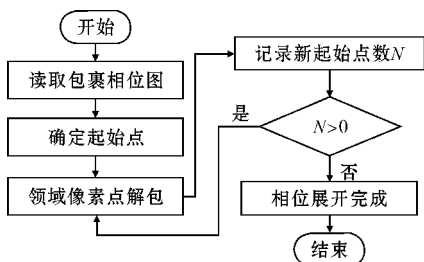 开始
读取包裹相位图
确定起始点
领域像素点解包
记录新起始点数N
N>0
是
否
相位展开完成
结束